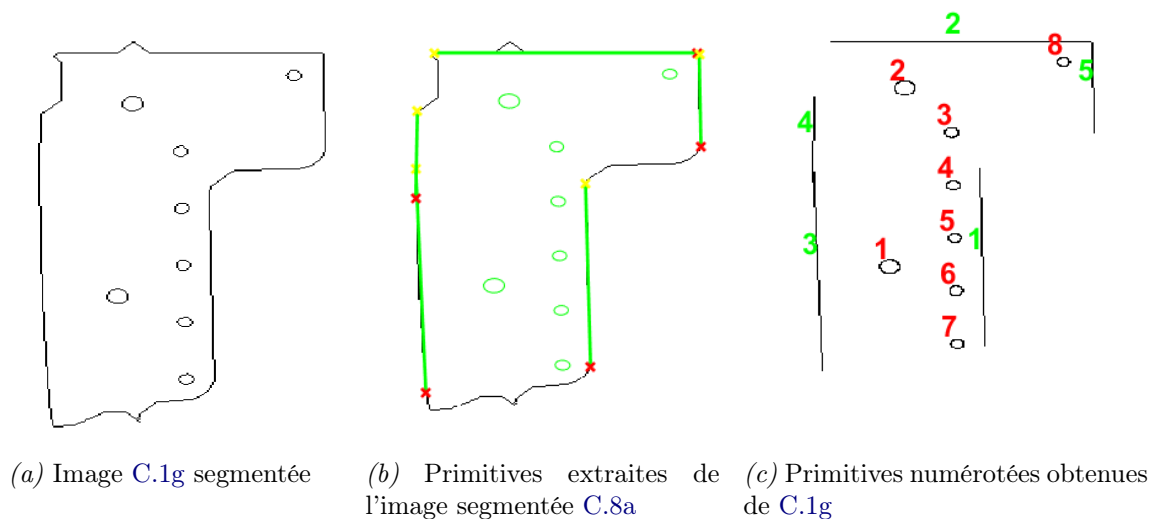 2
8
5
2
3
4
4
5
1
1
3
6
7
(a) Image C.1g segmentée
(b) Primitives extraites de
l'image segmentée C.8a
(c) Primitives numérotées obtenues
de C.1g